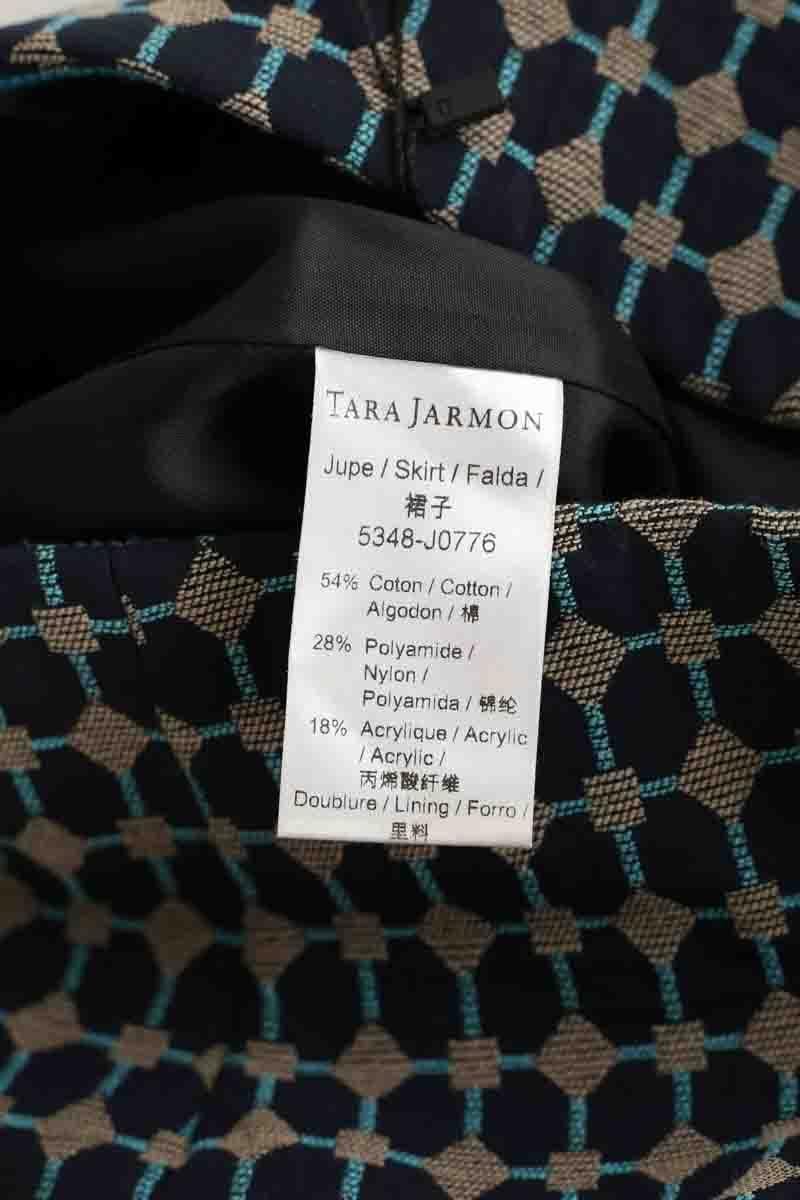 TARA JARMON
Jupe / Skirt / Falda /
裙子
5348-J0776
54% Coton / Cotton /
Algodon / 棉
28% Polyamide /
Nylon /
Polyamida / 锦纶
18% Acrylique / Acrylic
/ Acrylic /
丙烯酸纤维
Doublure / Lining / Forro /
里料